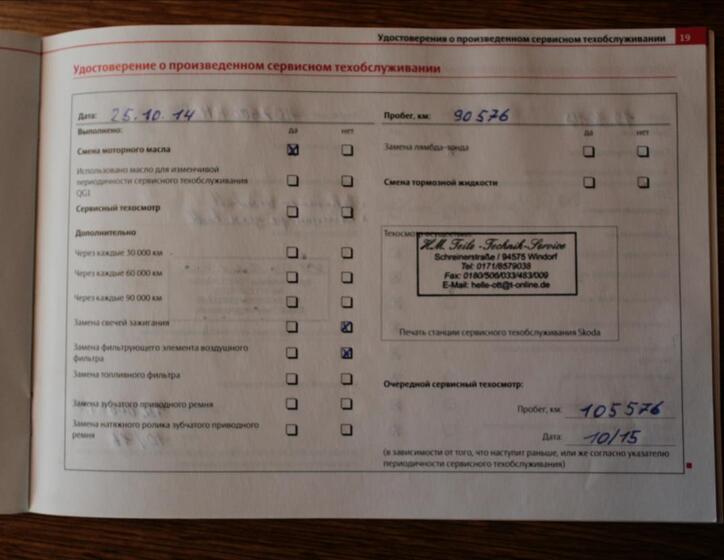 Удостоверения о произведенном сервисном техобслуживании 19
Удостоверение о произведенном сервисном техобслуживании
Дата: 25.10.14
Выполнено: да нет
Смена моторного масла
Использовано масло для изменчивой
периодичности сервисного техобслуживания
QG1
Сервисный техосмотр
Дополнительно
Через каждые 30 000 км
Через каждые 60 000 км
Через каждые 90 000 км
Замена свечей зажигания
Замена фильтрующего элемента воздушного
фильтра
Замена топливного фильтра
Замена зубчатого приводного ремня
Замена натяжного ролика зубчатого приводного
ремня
Пробег, км: 90576
да нет
Замена лямбда-зонда
Смена тормозной жидкости
Техосмотр
H.M. Teile - Technik - Service
Schreinerstraße / 94575 Windorf
Tel: 0171/8579038
Fax: 0180/506/033/483/009
E-Mail: helle-ott@t-online.de
Печать станции сервисного техобслуживания Skoda
Очередной сервисный техосмотр:
Пробег, км: 105576
Дата: 10/15
(в зависимости от того, что наступит раньше, или же согласно указателю
периодичности сервисного техобслуживания)